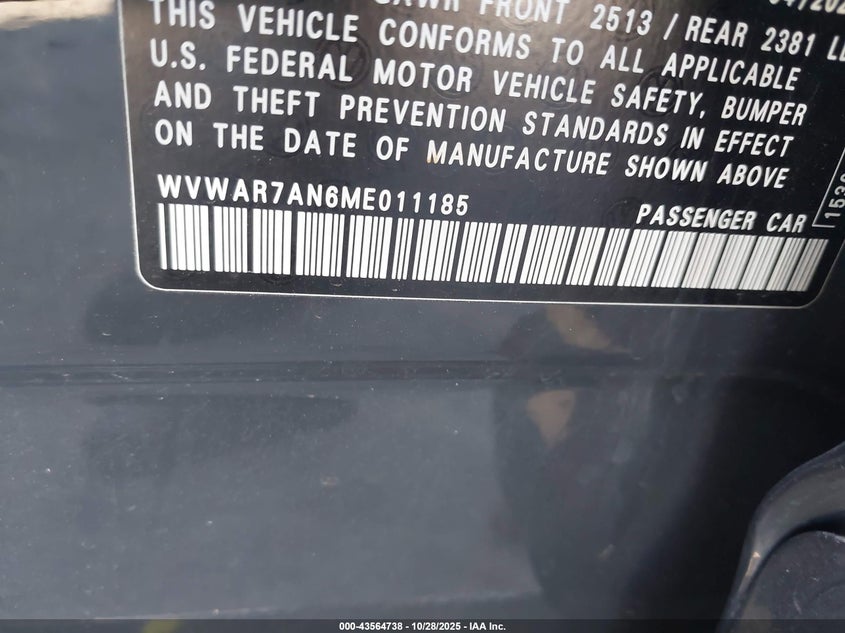 FRONT 2513 / REAR 2381
THIS VEHICLE CONFORMS TO ALL APPLICABLE
U.S. FEDERAL MOTOR VEHICLE SAFETY, BUMPER
AND THEFT PREVENTION STANDARDS IN EFFECT
ON THE DATE OF MANUFACTURE SHOWN ABOVE
WVWAR7AN6ME011185
PASSENGER CAR
000-43564738 - 10/28/2025 - IAA Inc.